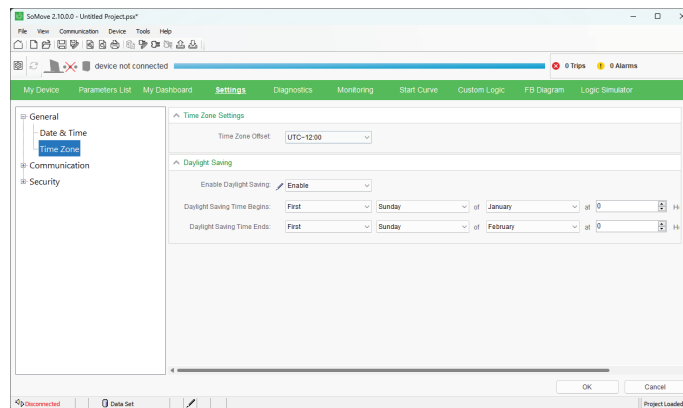 SoMove 2.10.0.0 - Untitled Project.psx*
File View Communication Device Tools Help
device not connected
0 Trips 0 Alarms
My Device Parameters List My Dashboard Settings Diagnostics Monitoring Start Curve Custom Logic FB Diagram Logic Simulator
General
Date & Time
Time Zone
Communication
Security
Time Zone Settings
Time Zone Offset: UTC-12:00
Daylight Saving
Enable Daylight Saving: Enable
Daylight Saving Time Begins: First Sunday of January at 0 H
Daylight Saving Time Ends: First Sunday of February at 0 H
OK Cancel
Disconnected Data Set Project Loaded